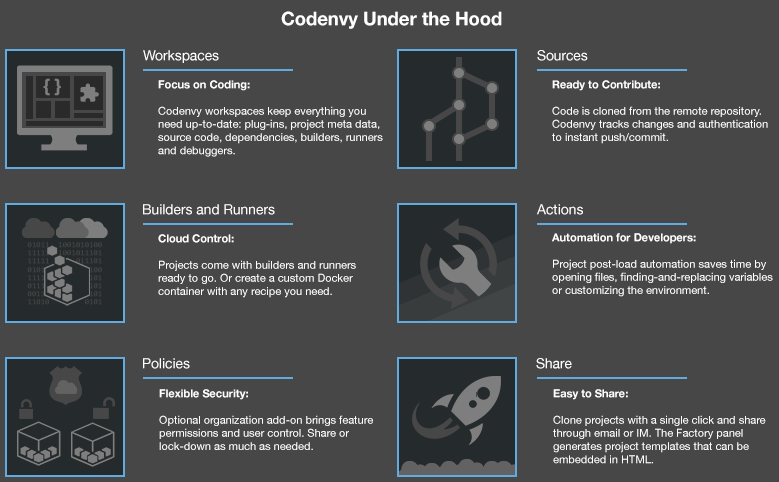 Codenvy Under the Hood
Workspaces
Focus on Coding:
Codenvy workspaces keep everything you
need up-to-date: plug-ins, project meta data,
source code, dependencies, builders, runners
and debuggers.
Sources
Ready to Contribute:
Code is cloned from the remote repository.
Codenvy tracks changes and authentication
to instant push/commit.
Builders and Runners
Cloud Control:
Projects come with builders and runners
ready to go. Or create a custom Docker
container with any recipe you need.
Actions
Automation for Developers:
Project post-load automation saves time by
opening files, finding-and-replacing variables
or customizing the environment.
Policies
Flexible Security:
Optional organization add-on brings feature
permissions and user control. Share or
lock-down as much as needed.
Share
Easy to Share:
Clone projects with a single click and share
through email or IM. The Factory panel
generates project templates that can be
embedded in HTML.